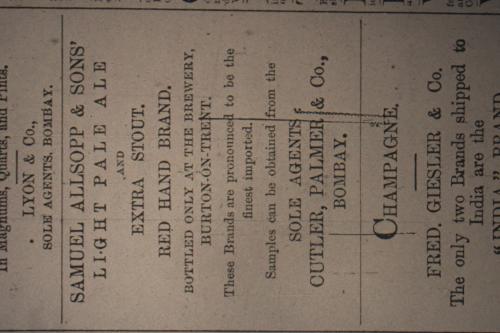 In Magnums, Quarts, and Pints.
LYON & Co.,
SOLE AGENTS, BOMBAY.
SAMUEL ALLSOPP & SONS'
LIGHT PALE ALE
AND
EXTRA STOUT.
RED HAND BRAND.
BOTTLED ONLY AT THE BREWERY,
BURTON-ON-TRENT.
These Brands are pronounced to be the
finest imported.
Samples can be obtained from the
SOLE AGENTS,
CUTLER, PALMER & Co.,
BOMBAY.
CHAMPAGNE.
FRED. GIESLER & Co.
The only two Brands shipped to
India are the
"INDIA" BRAND